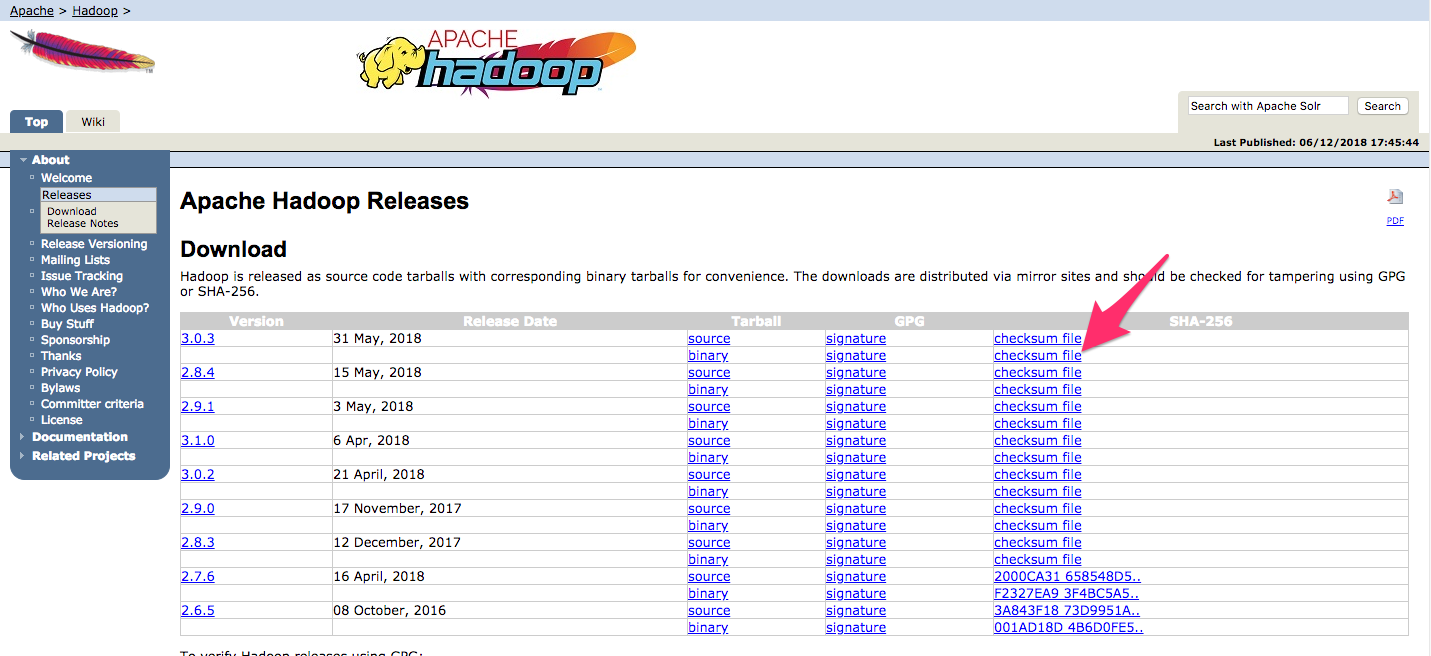 Apache > Hadoop >
TM
APACHE
hadoop
Top
Wiki
Search with Apache Solr
Search
Last Published: 06/12/2018 17:45:44
About
Welcome
Releases
Download
Release Notes
Release Versioning
Mailing Lists
Issue Tracking
Who We Are?
Who Uses Hadoop?
Buy Stuff
Sponsorship
Thanks
Privacy Policy
Bylaws
Committer criteria
License
Documentation
Related Projects
Apache Hadoop Releases
PDF
Download
Hadoop is released as source code tarballs with corresponding binary tarballs for convenience. The downloads are distributed via mirror sites and should be checked for tampering using GPG
or SHA-256.
Version Release Date Tarball GPG SHA-256
3.0.3 31 May, 2018 source signature checksum file
binary signature checksum file
2.8.4 15 May, 2018 source signature checksum file
binary signature checksum file
2.9.1 3 May, 2018 source signature checksum file
binary signature checksum file
3.1.0 6 Apr, 2018 source signature checksum file
binary signature checksum file
3.0.2 21 April, 2018 source signature checksum file
binary signature checksum file
2.9.0 17 November, 2017 source signature checksum file
binary signature checksum file
2.8.3 12 December, 2017 source signature checksum file
binary signature checksum file
2.7.6 16 April, 2018 source signature 2000CA31 658548D5..
binary signature F2327EA9 3F4BC5A5..
2.6.5 08 October, 2016 source signature 3A843F18 73D9951A..
binary signature 001AD18D 4B6D0FE5..
To verify Hadoop releases using GPG: